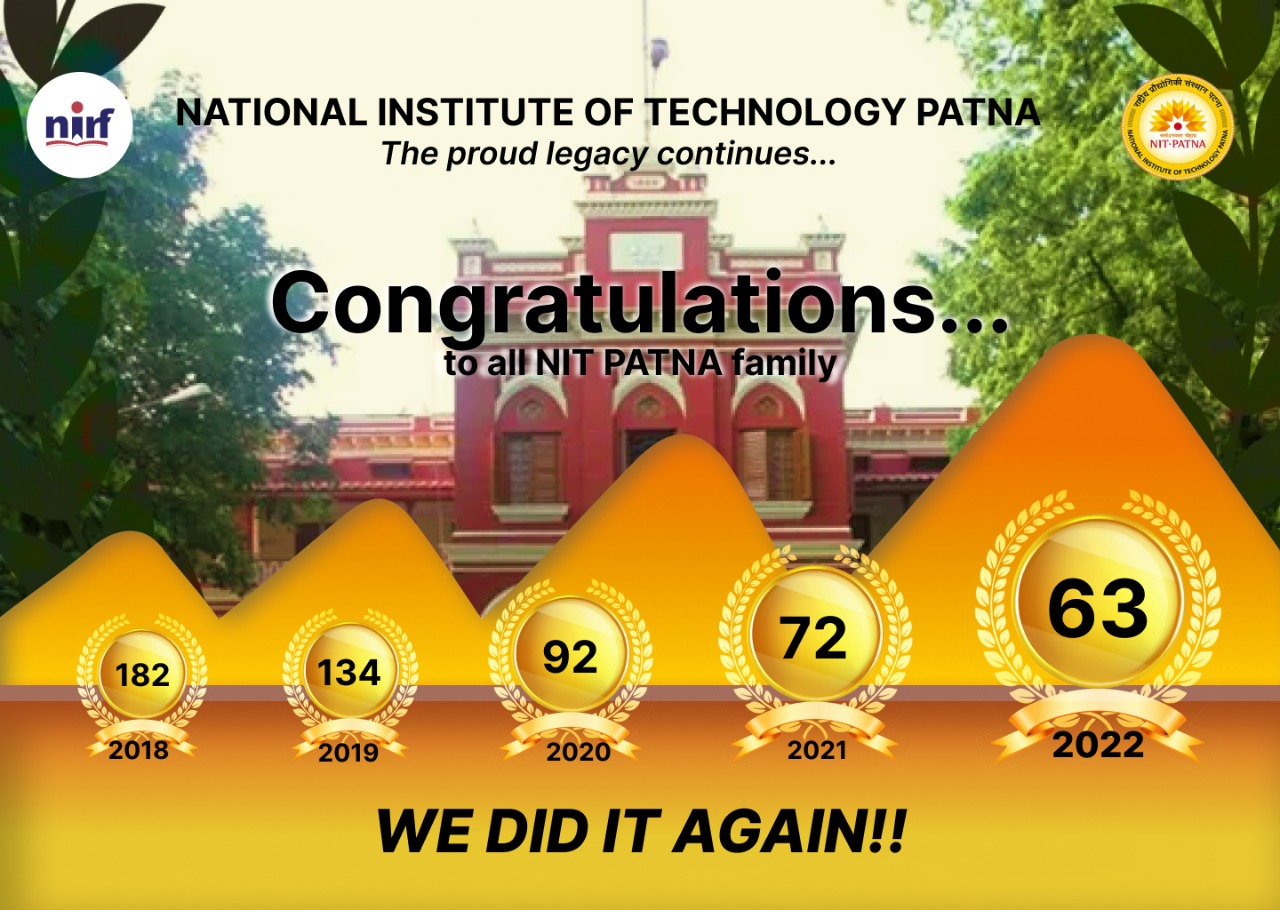 nirf
NATIONAL INSTITUTE OF TECHNOLOGY PATNA
The proud legacy continues...
राष्ट्रीय प्रौद्योगिकी संस्थान पटना
NIT-PATNA
NATIONAL INSTITUTE OF TECHNOLOGY PATNA
Congratulations...
to all NIT PATNA family
182
134
92
72
63
2018
2019
2020
2021
2022
WE DID IT AGAIN!!